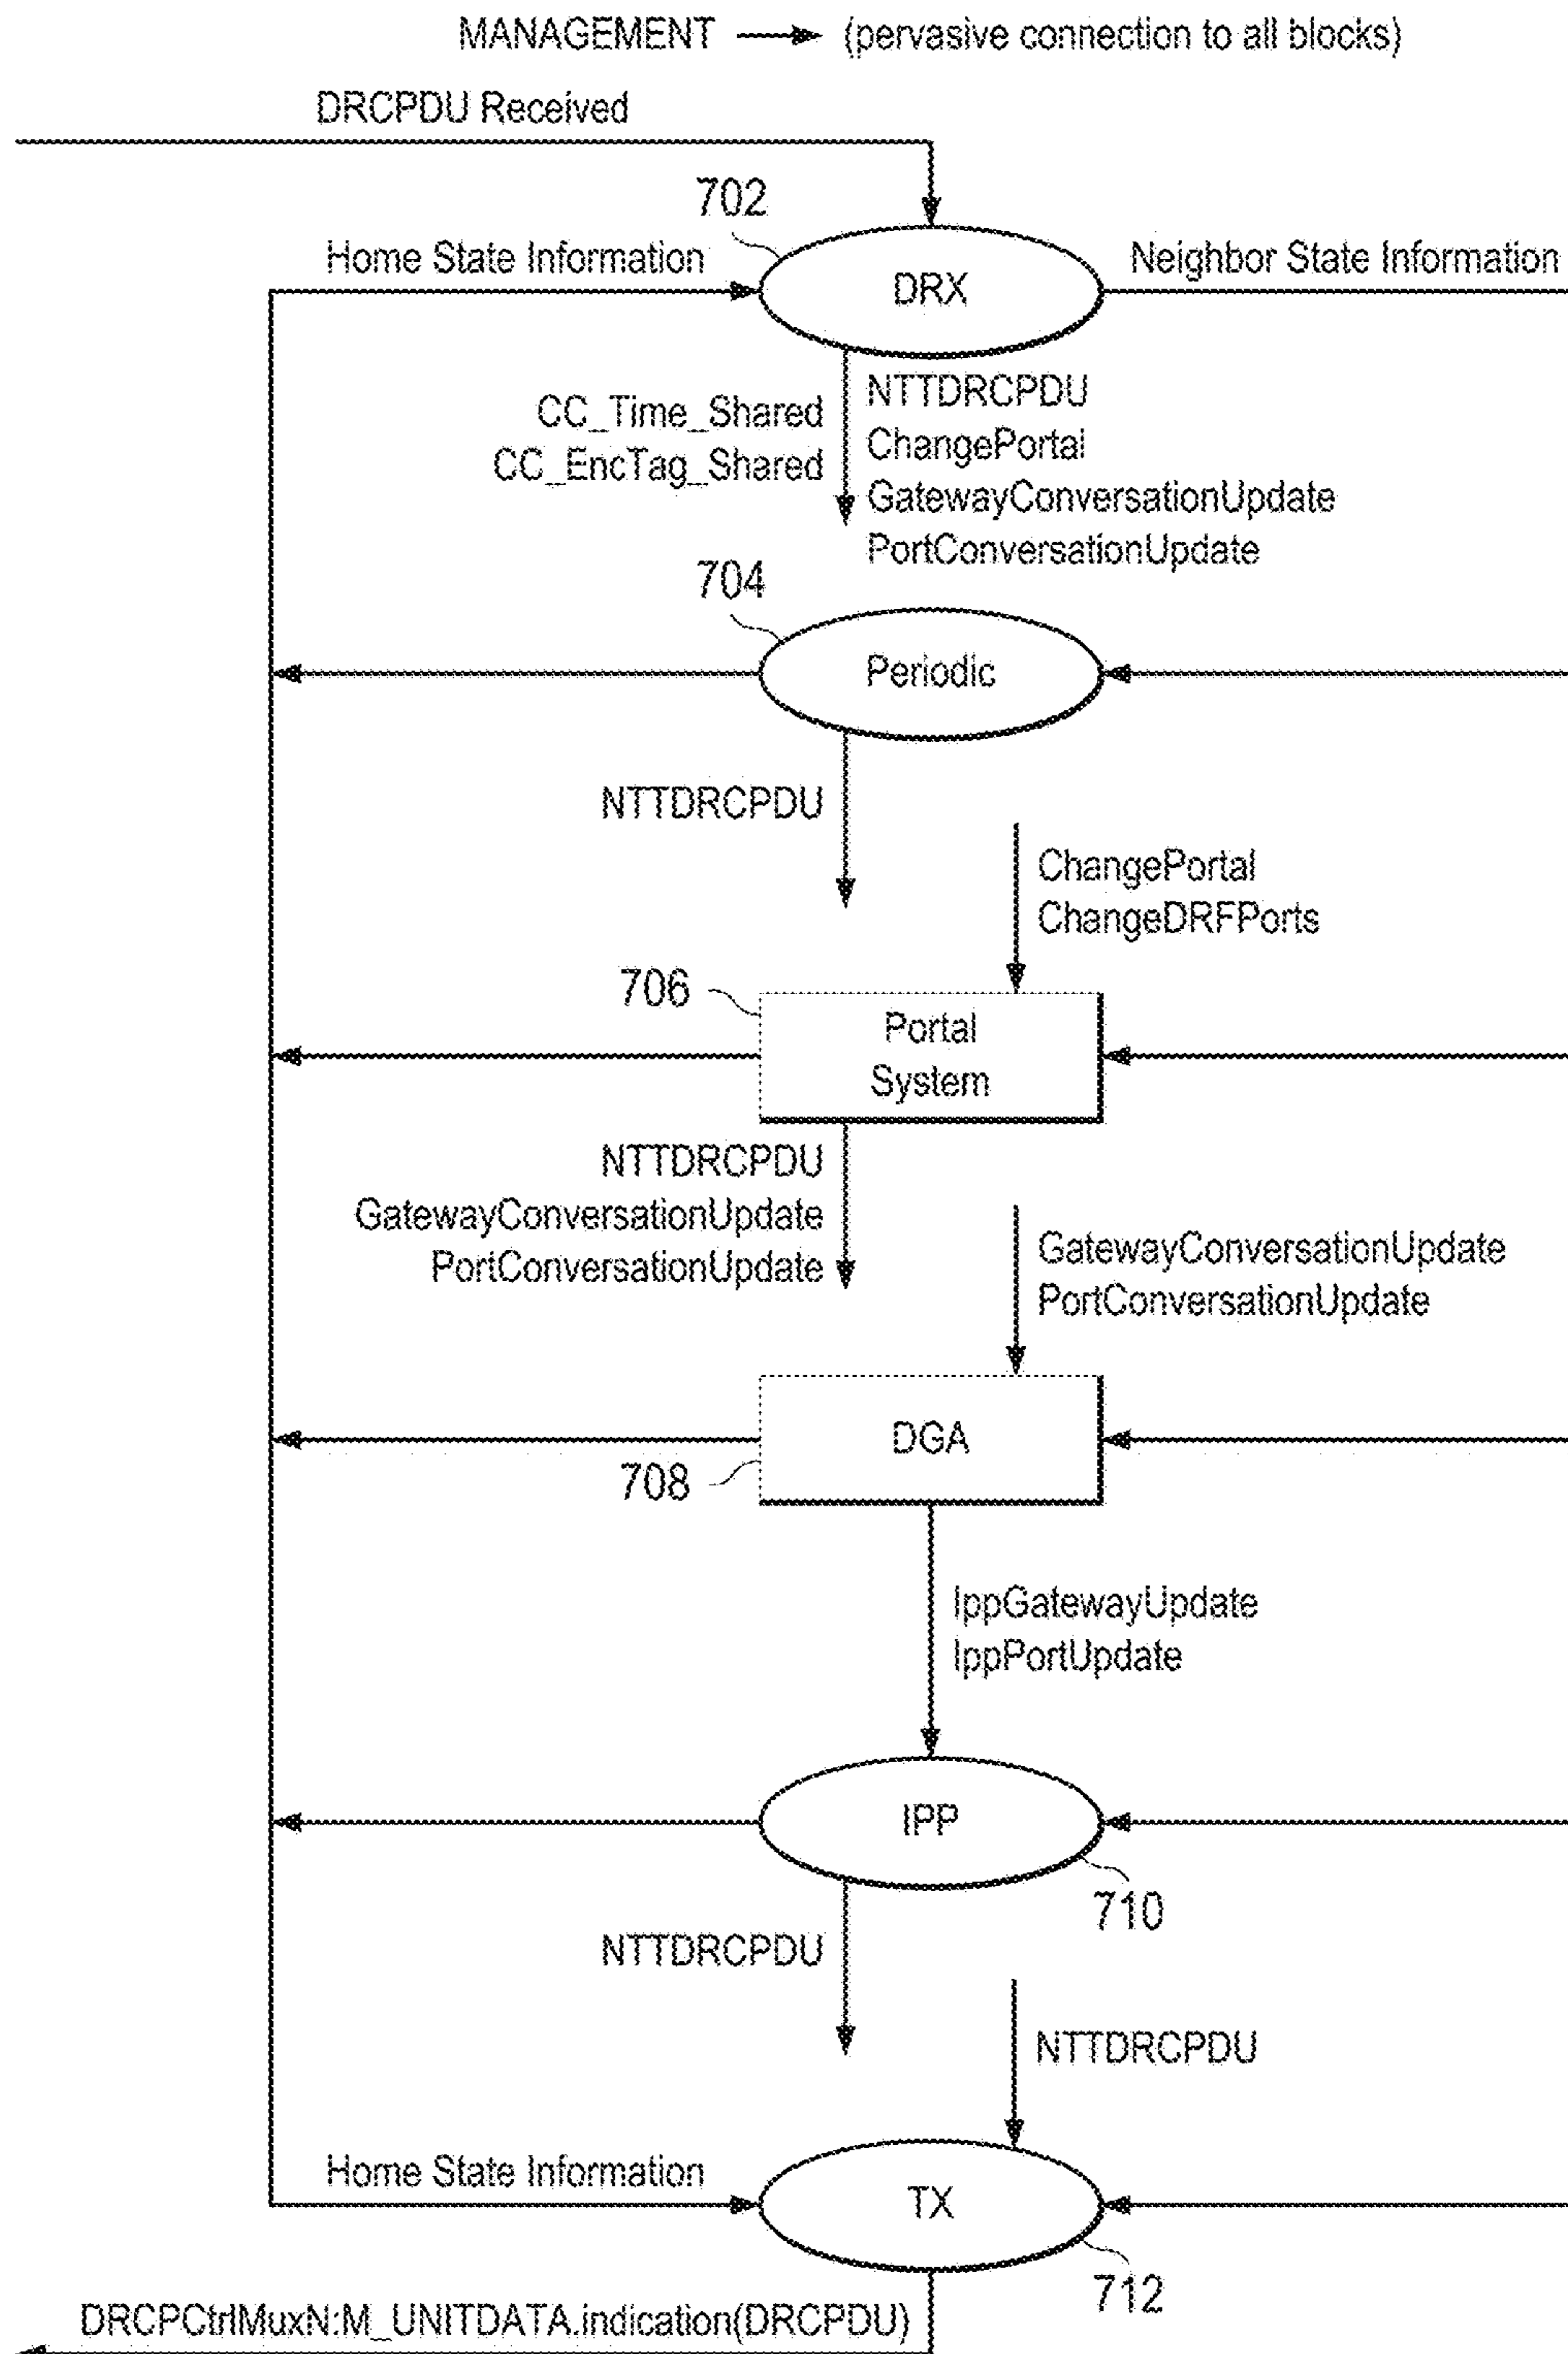 MANAGEMENT (pervasive connection to all blocks)
DRCPDU Received
702
Home State Information
DRX
Neighbor State Information
CC_Time_Shared
CC_EncTag_Shared
NTTDRCPDU
ChangePortal
GatewayConversationUpdate
PortConversationUpdate
704
Periodic
NTTDRCPDU
ChangePortal
ChangeDRFPorts
706
Portal
System
NTTDRCPDU
GatewayConversationUpdate
PortConversationUpdate
GatewayConversationUpdate
PortConversationUpdate
DGA
708
IppGatewayUpdate
IppPortUpdate
IPP
710
NTTDRCPDU
NTTDRCPDU
Home State Information
TX
712
DRCPCtrlMuxN:M_UNITDATA.indication(DRCPDU)